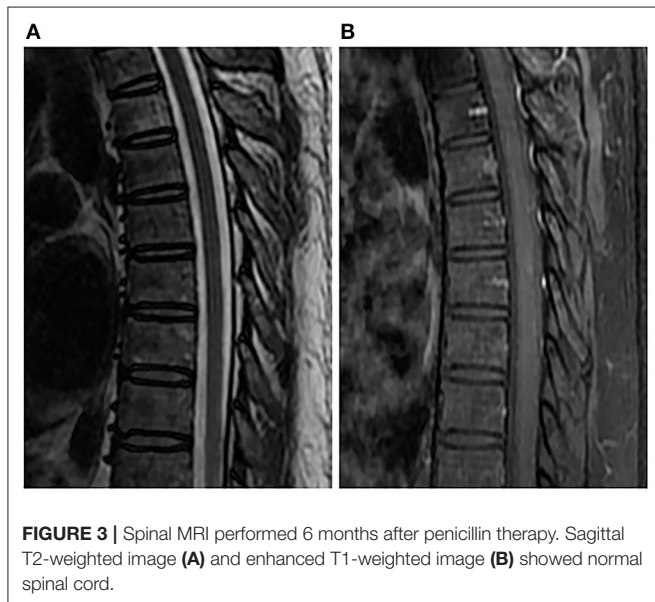 A
B
FIGURE 3 | Spinal MRI performed 6 months after penicillin therapy. Sagittal
T2-weighted image (A) and enhanced T1-weighted image (B) showed normal
spinal cord.